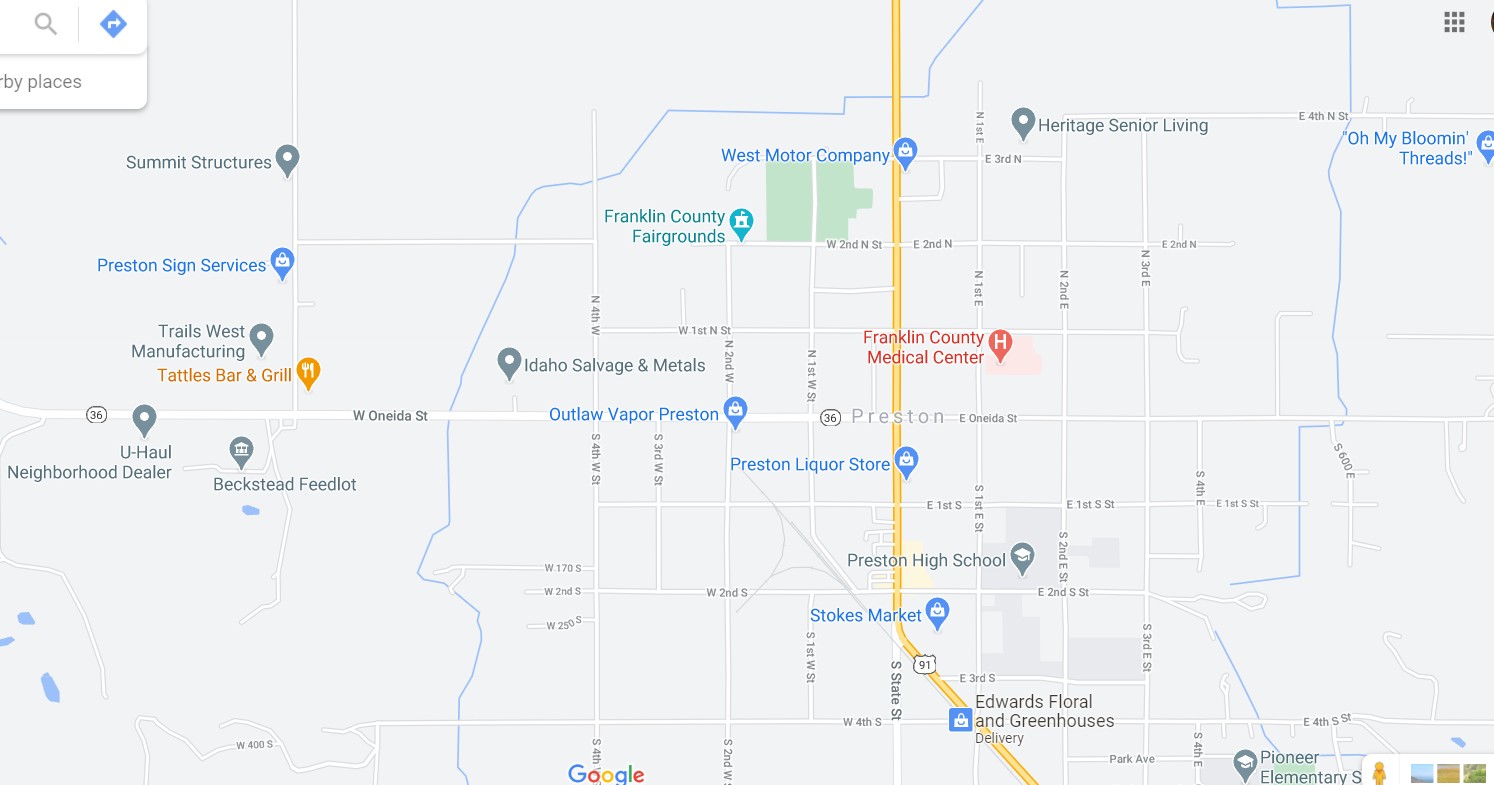 rby places
E 4th N St
N 1st E
Heritage Senior Living
"Oh My Bloomin'
Threads!"
West Motor Company
E 3rd N
Summit Structures
Franklin County
Fairgrounds
W 2nd N St
E 2nd N
E 2nd N
Preston Sign Services
N 4th W
N 1st E
N 2nd E
N 3rd E
Trails West
Manufacturing
W 1st N St
Franklin County
Medical Center
H
Idaho Salvage & Metals
N 2nd W
N 1st W St
Tattles Bar & Grill
36
W Oneida St
Outlaw Vapor Preston
36
Preston
E Oneida St
U-Haul
Neighborhood Dealer
S 4th W St
S 3rd W St
Preston Liquor Store
S 600 E
Beckstead Feedlot
S 1st E St
S 4th E
E 1st S
E 1st S St
E 1st S St
Preston High School
S 2nd E St
W 170 S
W 2nd S
W 2nd S
E 2nd S St
Stokes Market
W 250 S
S 1st W St
S 3rd E St
91
S State St
E 3rd S
Edwards Floral
and Greenhouses
Delivery
W 4th S
E 4th S St
W 400 S
S 4th W
S 2nd W S
S 4th E
Park Ave
Pioneer
Elementary S
Google